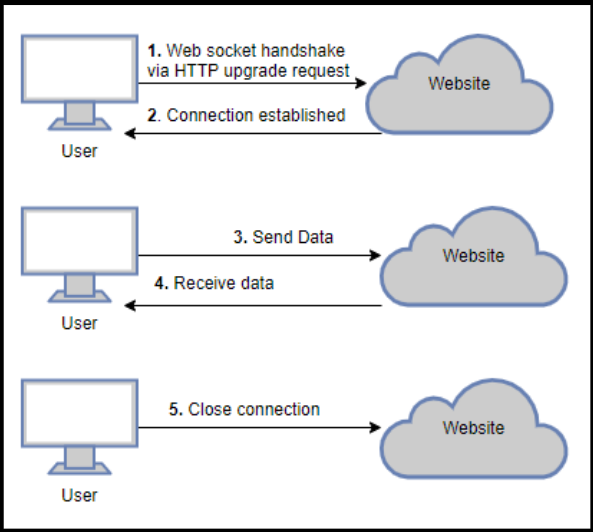 1. Web socket handshake
via HTTP upgrade request
Website
2. Connection established
User
3. Send Data
Website
4. Receive data
User
5. Close connection
Website
User